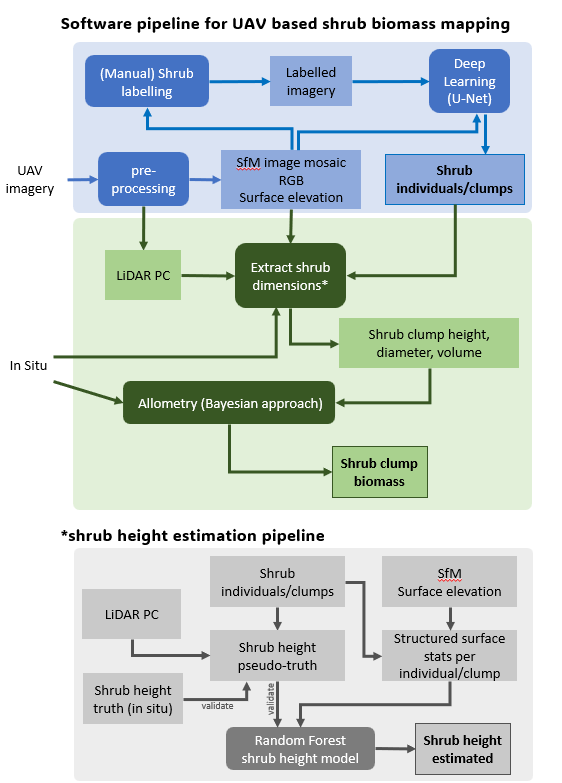 Software pipeline for UAV based shrub biomass mapping
(Manual) Shrub
labelling
Labelled
imagery
Deep
Learning
(U-Net)
UAV
imagery
pre-
processing
SfM image mosaic
RGB
Surface elevation
Shrub
individuals/clumps
LiDAR PC
Extract shrub
dimensions*
Shrub clump height,
diameter, volume
In Situ
Allometry (Bayesian approach)
Shrub clump
biomass
*shrub height estimation pipeline
Shrub
individuals/clumps
SfM
Surface elevation
LiDAR PC
Shrub height
pseudo-truth
Structured surface
stats per
individual/clump
Shrub height
truth (in situ)
validate
validate
Random Forest
shrub height model
Shrub height
estimated